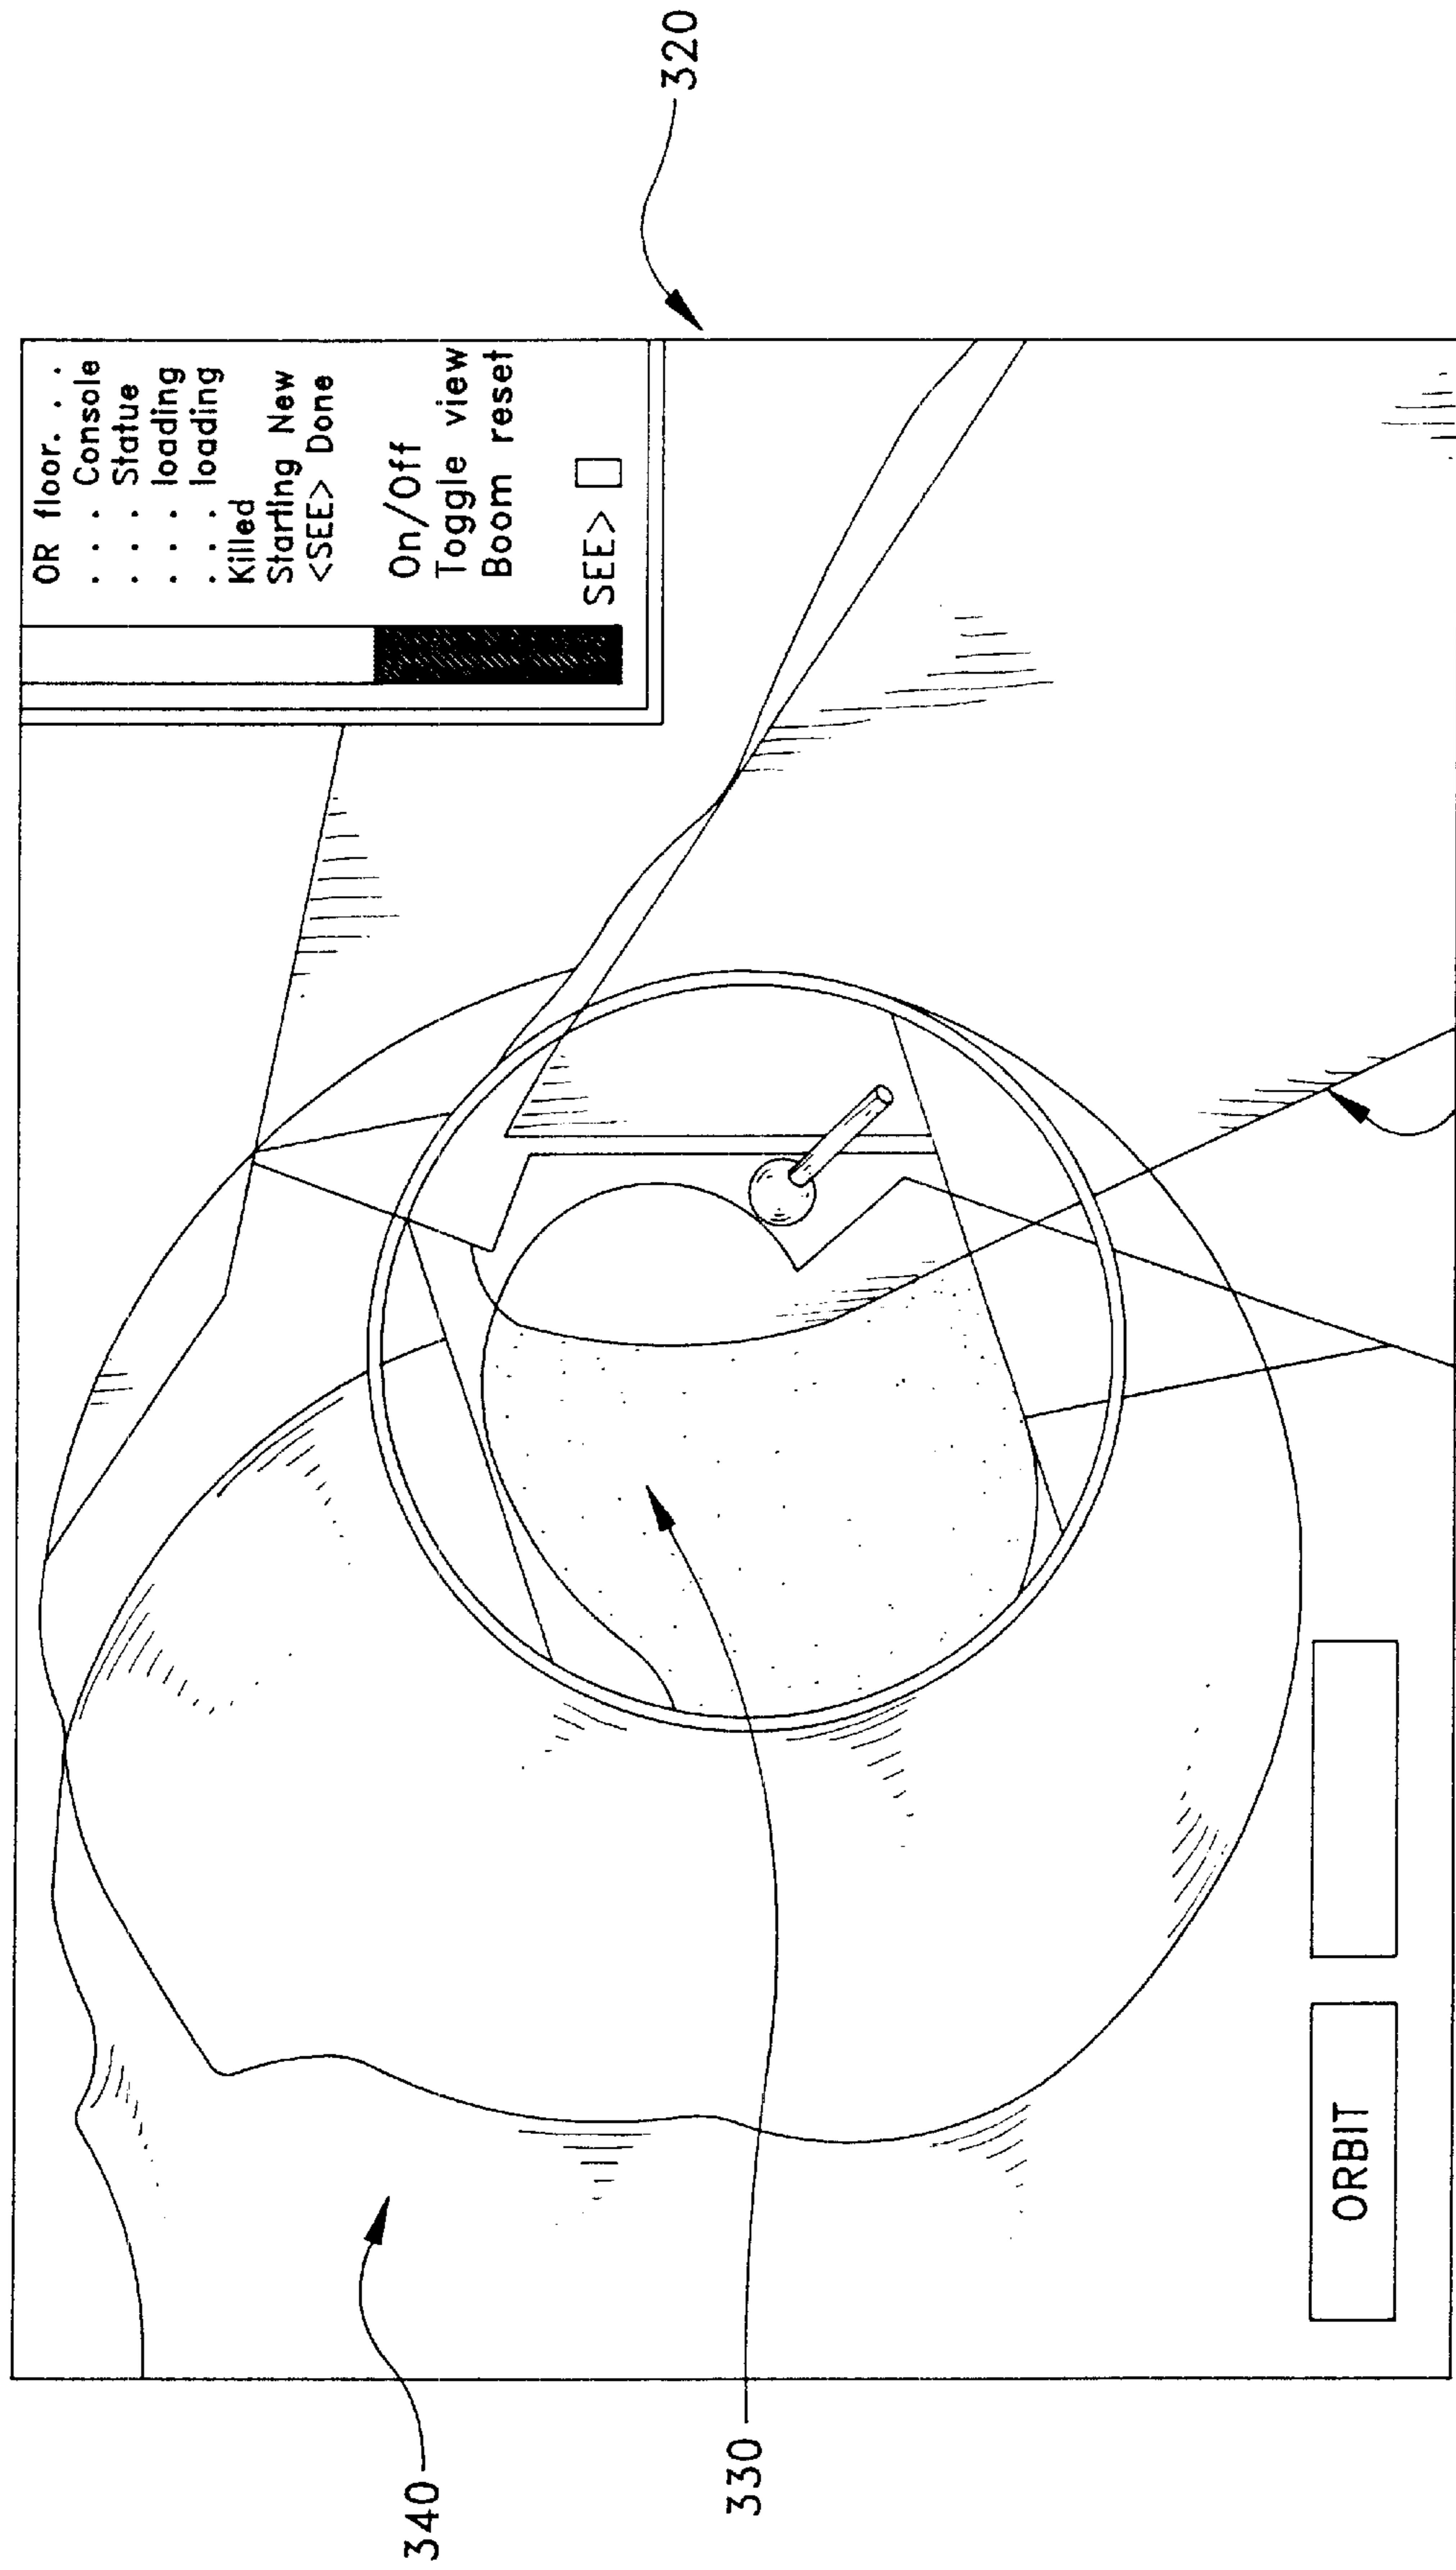 OR floor. . .
. . . Console
. . . Statue
. . . loading
. . . loading
Killed
Starting New
<SEE> Done
On/Off
Toggle view
Boom reset
SEE>
320
340
330
ORBIT